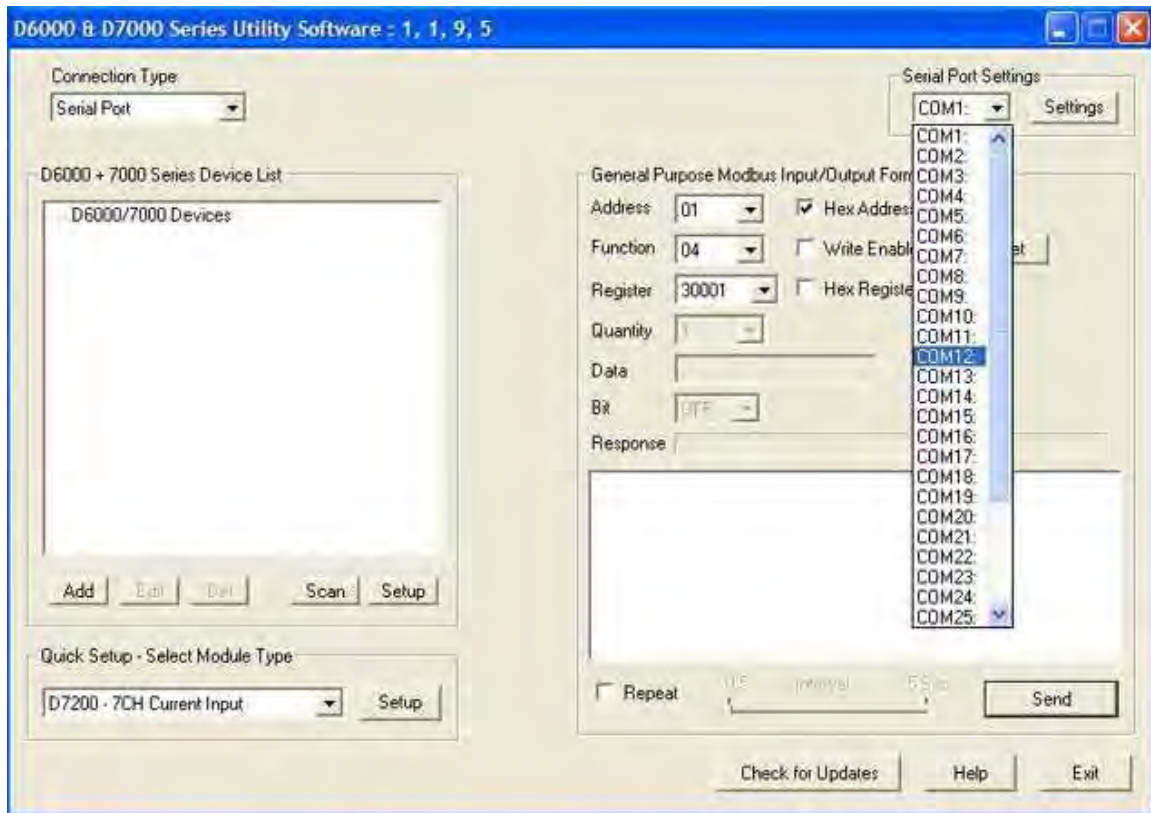 D6000 & D7000 Series Utility Software : 1, 1, 9, 5
Connection Type
Serial Port
Serial Port Settings
COM1:
Settings
COM1:
COM2:
COM3:
COM4:
COM5:
COM6:
COM7:
COM8:
COM9:
COM10:
COM11:
COM12:
COM13:
COM14:
COM15:
COM16:
COM17:
COM18:
COM19:
COM20:
COM21:
COM22:
COM23:
COM24:
COM25:
D6000 + 7000 Series Device List
D6000/7000 Devices
Add
Edit
Del
Scan
Setup
Quick Setup - Select Module Type
D7200 - 7CH Current Input
Setup
General Purpose Modbus Input/Output Form
Address 01 Hex Addres
Function 04 Write Enabl et
Register 30001 Hex Registe
Quantity 1
Data
Bit OFF
Response
Repeat
Interval
Send
Check for Updates
Help
Exit